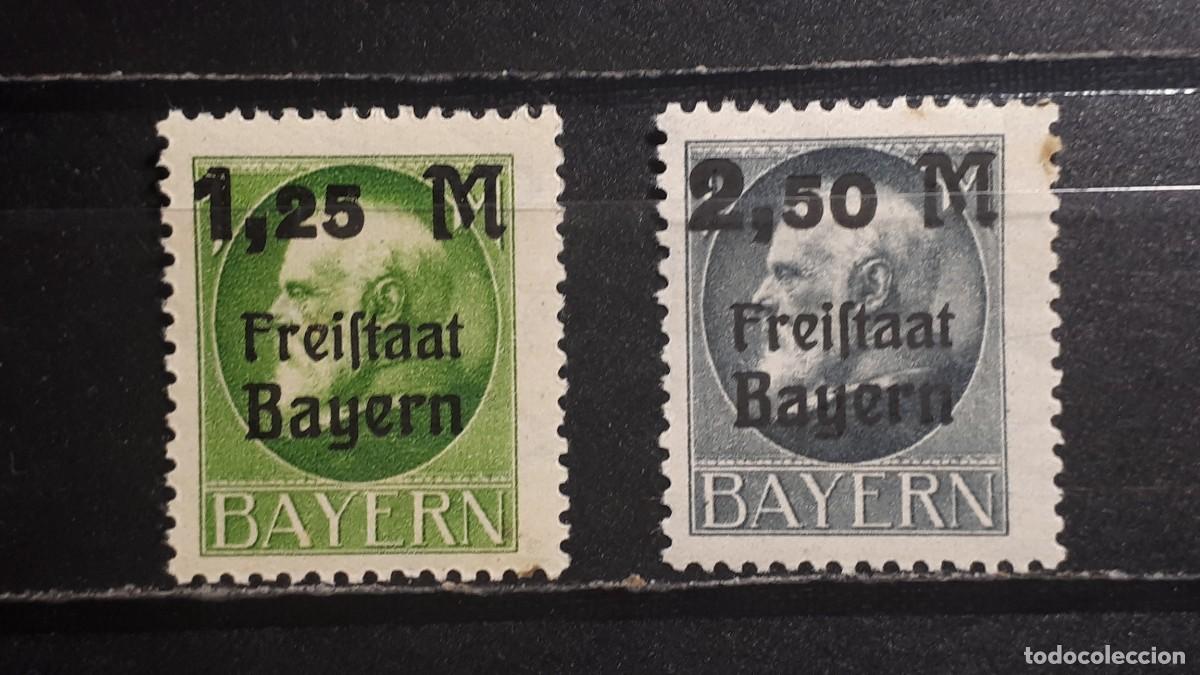 1,25 M
Freiſtaat
Bayern
BAYERN
2,50 M
Freiſtaat
Bayern
BAYERN
todocoleccion